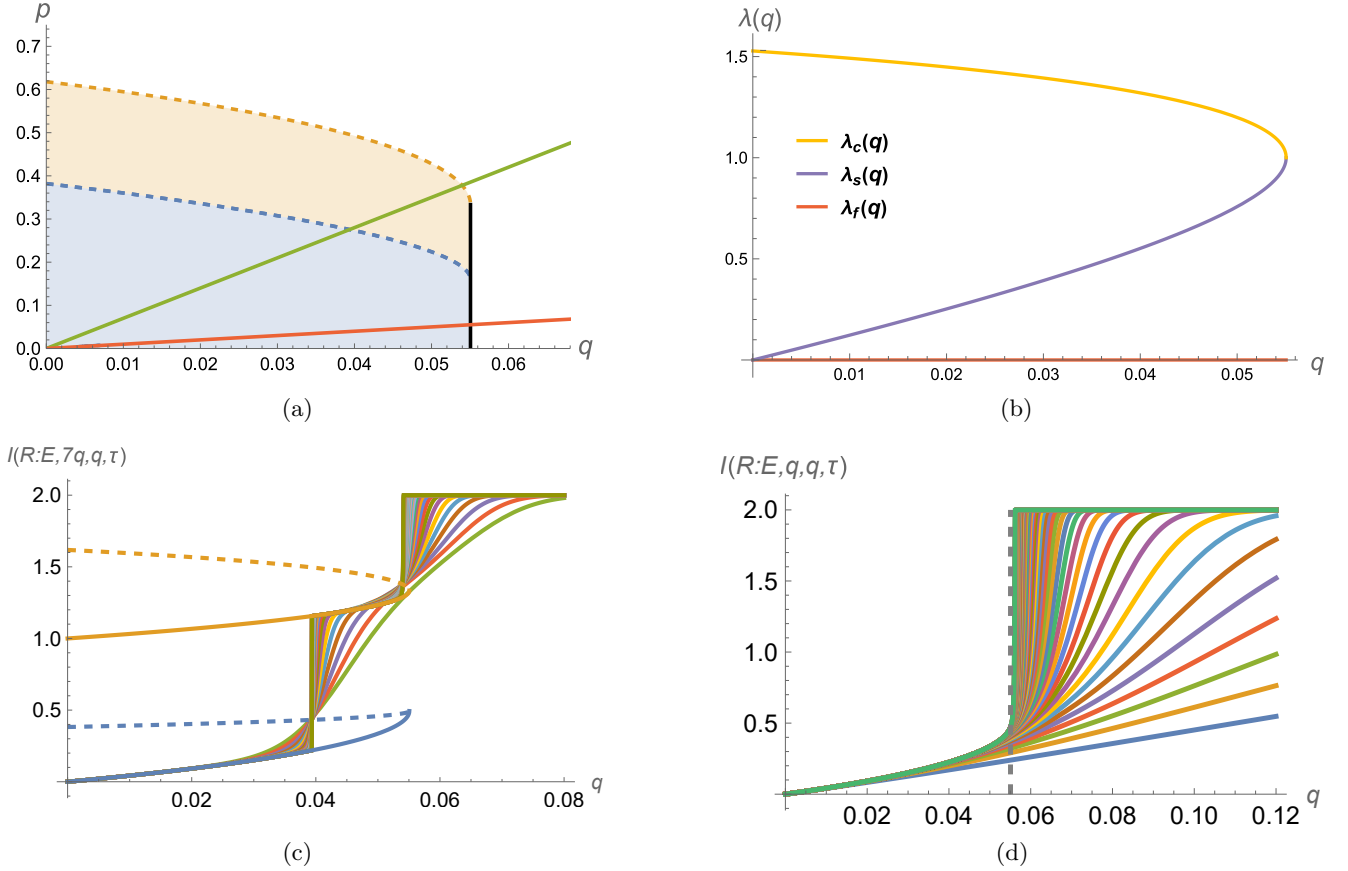 p
0.7
0.6
0.5
0.4
0.3
0.2
0.1
0.0
0.00 0.01 0.02 0.03 0.04 0.05 0.06 q
(a)
λ(q)
1.5
1.0
0.5
λc(q)
λs(q)
λf(q)
0.01 0.02 0.03 0.04 0.05 q
(b)
I(R:E,7q,q,τ)
2.0
1.5
1.0
0.5
0.02 0.04 0.06 0.08 q
(c)
I(R:E,q,q,τ)
2.0
1.5
1.0
0.5
0.02 0.04 0.06 0.08 0.10 0.12 q
(d)